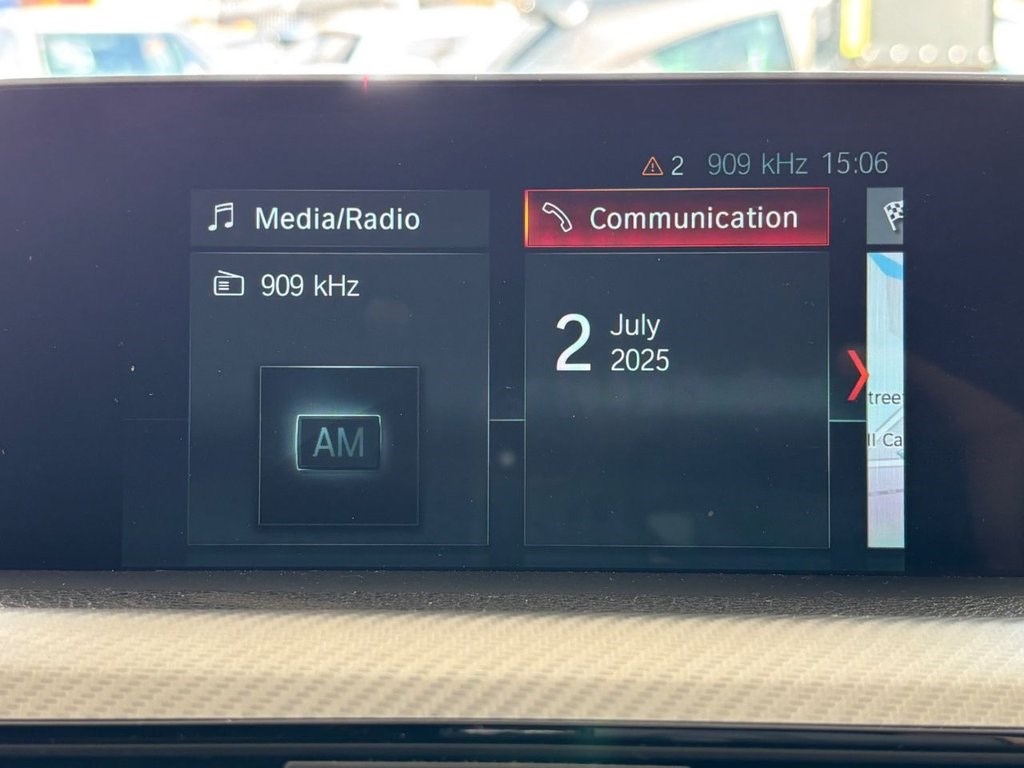 2 909 kHz 15:06
Media/Radio
Communication
909 kHz
AM
2
July
2025